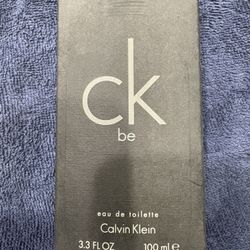 ck
be
eau de toilette
Calvin Klein
3.3 FL OZ 100 ml ℮